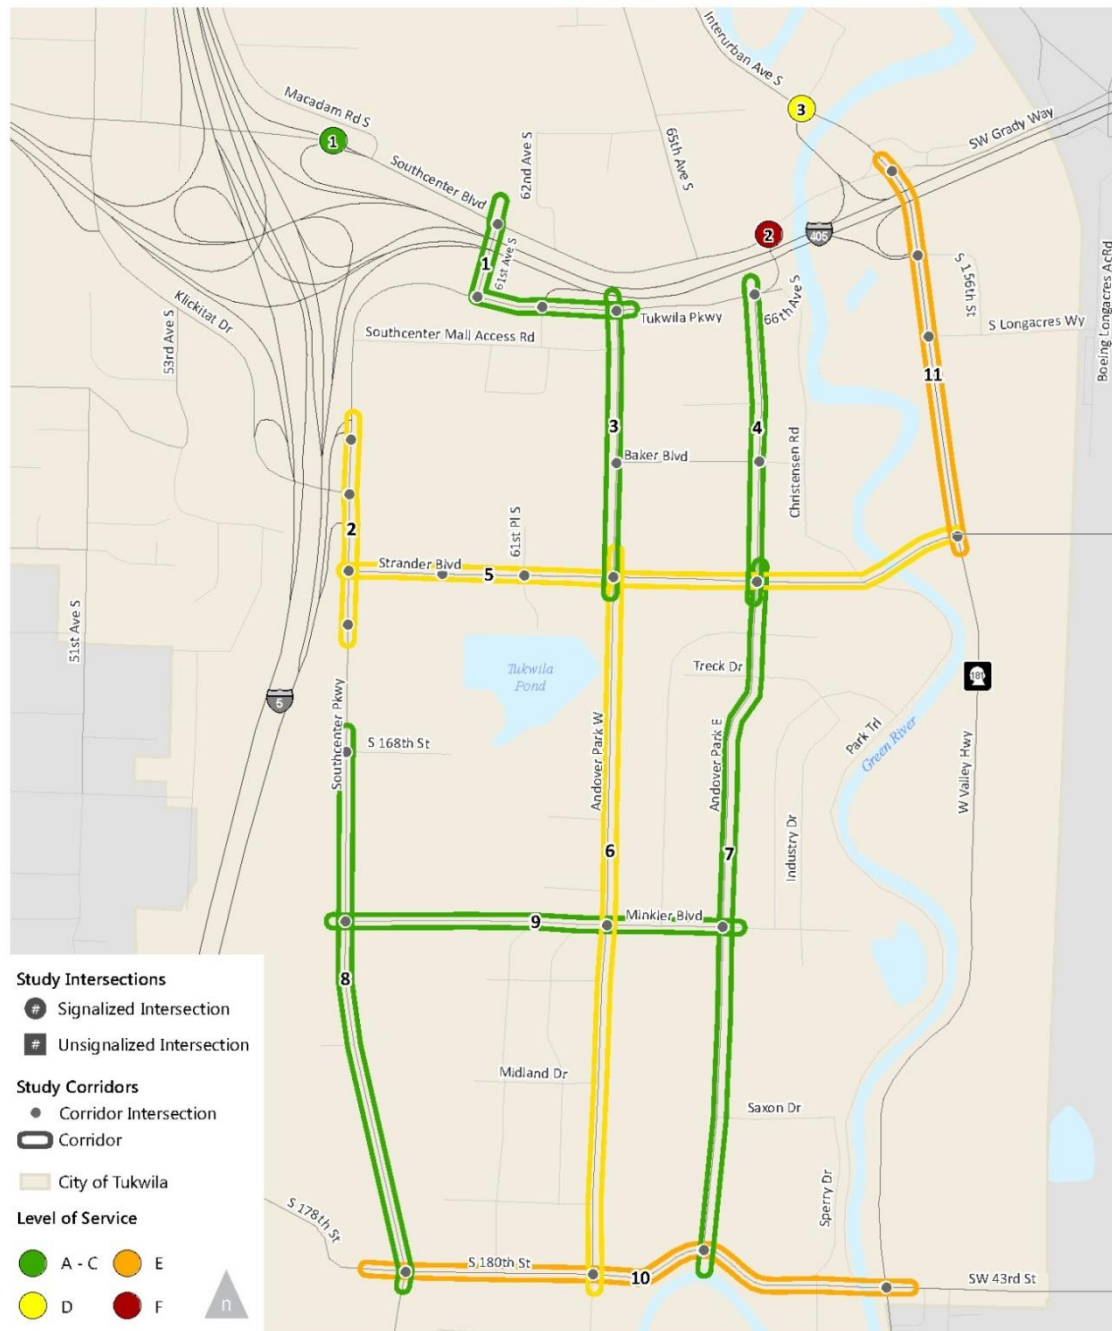 Interurban Ave S
Macadam Rd S
1
3
SW Grady Way
65th Ave S
62nd Ave S
Southcenter Blvd
2
405
1
61st Ave S
S 156th St
Boeing Longacres AcRd
Klickitat Dr
66th Ave S
Tukwila Pkwy
S Longacres Wy
53rd Ave S
Southcenter Mall Access Rd
11
3
4
Baker Blvd
Christensen Rd
2
61st Pl S
Strander Blvd
5
51st Ave S
Tukwila
Pond
Treck Dr
181
5
Southcenter Pkwy
S 168th St
Andover Park W
Andover Park E
Park Trl
Green River
W Valley Hwy
6
7
Industry Dr
9
Minkler Blvd
8
Midland Dr
Saxon Dr
Sperry Dr
S 178th St
S 180th St
10
SW 43rd St
Study Intersections
# Signalized Intersection
# Unsignalized Intersection
Study Corridors
Corridor Intersection
Corridor
City of Tukwila
Level of Service
A - C E
D F
n